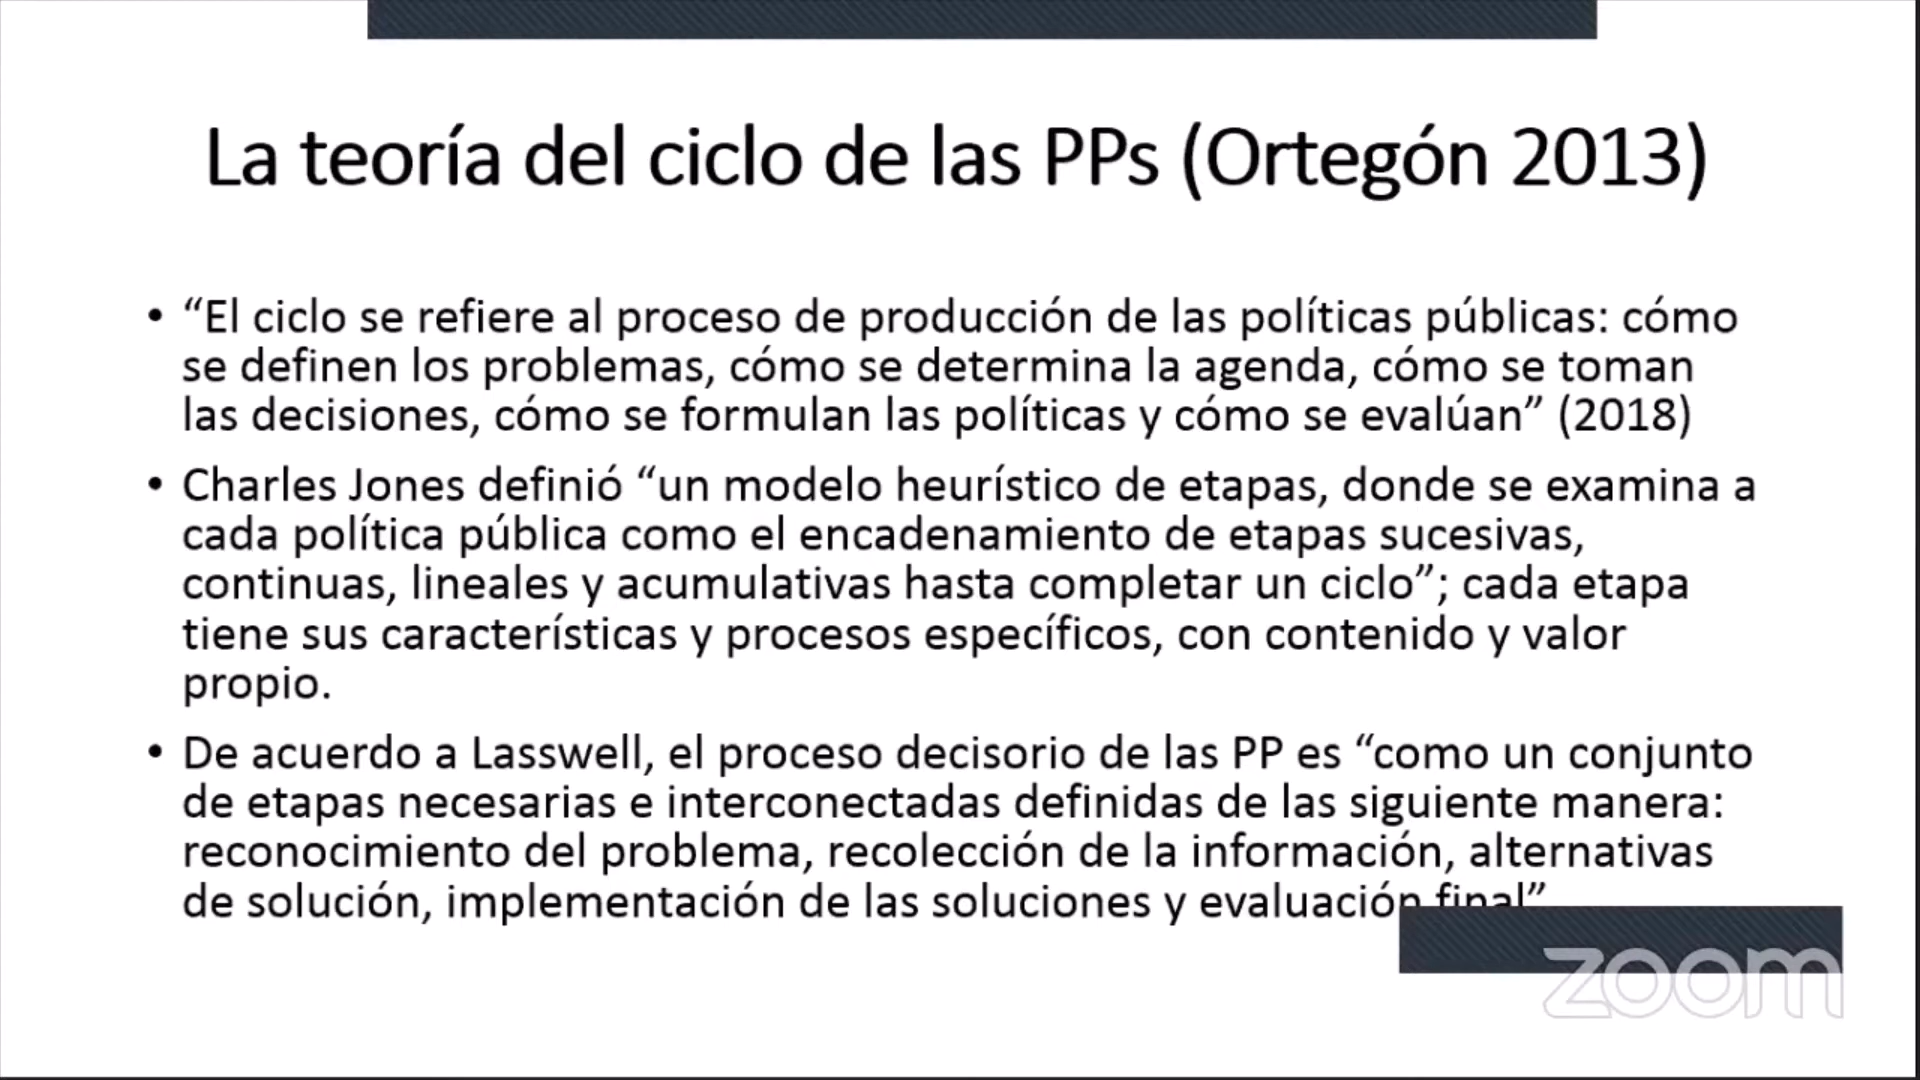 La teoría del ciclo de las PPs (Ortegón 2013)
• “El ciclo se refiere al proceso de producción de las políticas públicas: cómo
se definen los problemas, cómo se determina la agenda, cómo se toman
las decisiones, cómo se formulan las políticas y cómo se evalúan” (2018)
• Charles Jones definió “un modelo heurístico de etapas, donde se examina a
cada política pública como el encadenamiento de etapas sucesivas,
continuas, lineales y acumulativas hasta completar un ciclo”; cada etapa
tiene sus características y procesos específicos, con contenido y valor
propio.
• De acuerdo a Lasswell, el proceso decisorio de las PP es “como un conjunto
de etapas necesarias e interconectadas definidas de las siguiente manera:
reconocimiento del problema, recolección de la información, alternativas
de solución, implementación de las soluciones y evaluación final”
zoom